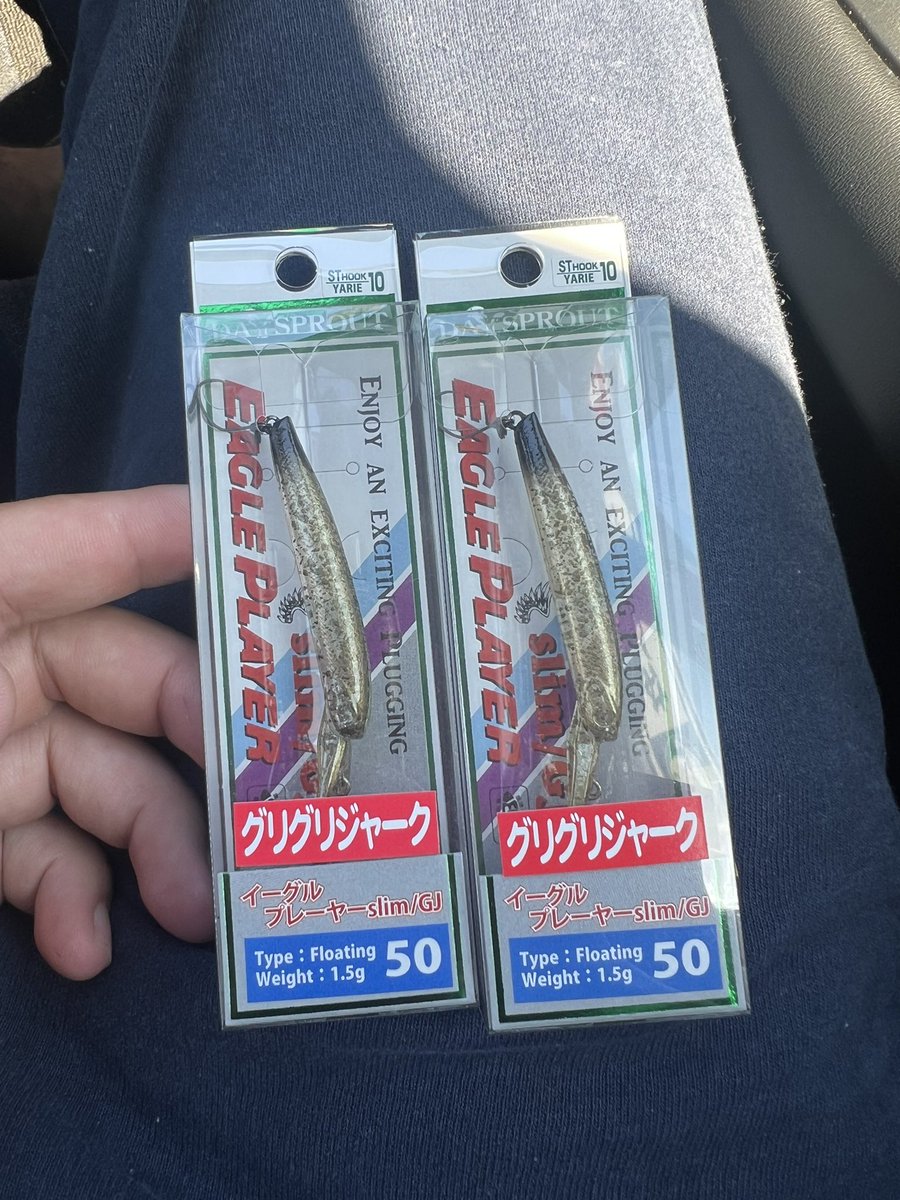 ST HOOK 10
YARIE
DAYSPROUT
ENJOY AN EXCITING PLUGGING
EAGLE PLAYER
slim/G
グリグリジャーク
イーグル
プレーヤーslim/GJ
Type：Floating
Weight：1.5g
50
ST HOOK 10
YARIE
DAYSPROUT
ENJOY AN EXCITING PLUGGING
EAGLE PLAYER
slim/G
グリグリジャーク
イーグル
プレーヤーslim/GJ
Type：Floating
Weight：1.5g
50